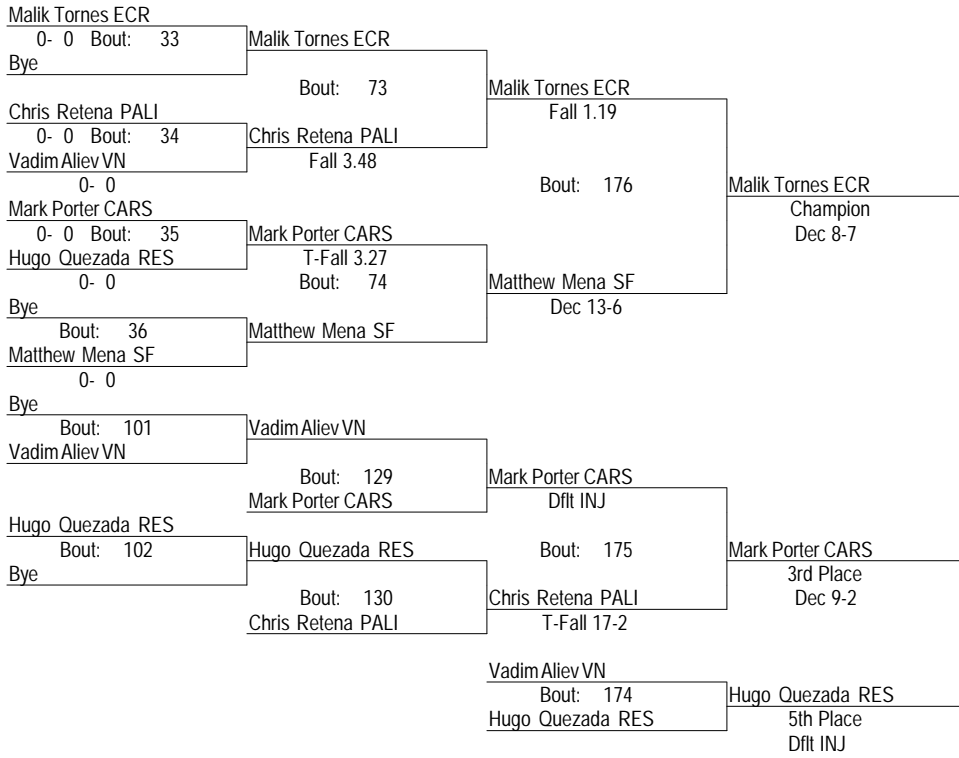 Malik Tornes ECR
0- 0 Bout: 33
Malik Tornes ECR
Bye
Bout: 73
Malik Tornes ECR
Chris Retena PALI
Fall 1.19
0- 0 Bout: 34
Chris Retena PALI
Vadim Aliev VN
Fall 3.48
0- 0
Bout: 176
Malik Tornes ECR
Mark Porter CARS
Champion
0- 0 Bout: 35
Mark Porter CARS
Dec 8-7
Hugo Quezada RES
T-Fall 3.27
0- 0
Bout: 74
Matthew Mena SF
Bye
Dec 13-6
Bout: 36
Matthew Mena SF
Matthew Mena SF
0- 0
Bye
Bout: 101
Vadim Aliev VN
Vadim Aliev VN
Bout: 129
Mark Porter CARS
Mark Porter CARS
Dflt INJ
Hugo Quezada RES
Bout: 102
Hugo Quezada RES
Bout: 175
Mark Porter CARS
Bye
3rd Place
Bout: 130
Chris Retena PALI
Dec 9-2
Chris Retena PALI
T-Fall 17-2
Vadim Aliev VN
Bout: 174
Hugo Quezada RES
Hugo Quezada RES
5th Place
Dflt INJ